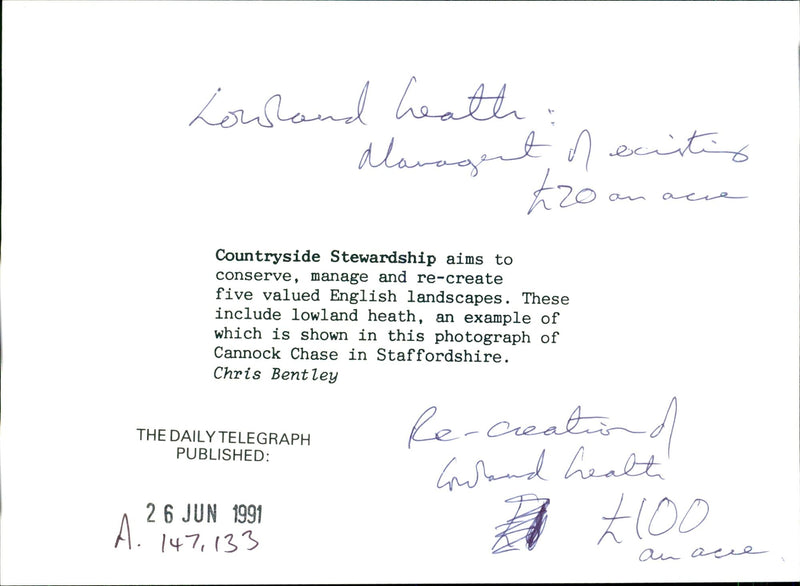 Lowland heath:
Managent of existing
£20 an acre
Countryside Stewardship aims to
conserve, manage and re-create
five valued English landscapes. These
include lowland heath, an example of
which is shown in this photograph of
Cannock Chase in Staffordshire.
Chris Bentley
Re-creation of
lowland heath
£100
an acre
THE DAILY TELEGRAPH
PUBLISHED:
26 JUN 1991
A. 147,133